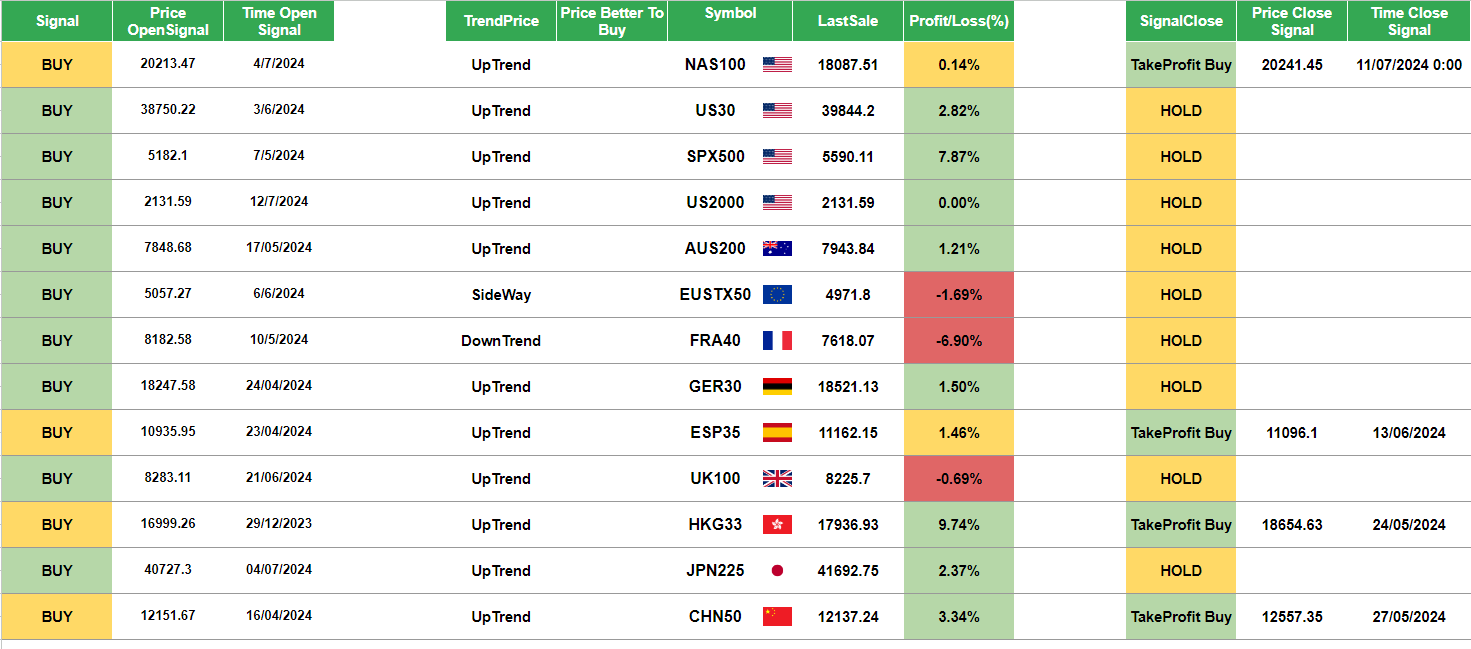 Signal Price OpenSignal Time Open Signal TrendPrice Price Better To Buy Symbol LastSale Profit/Loss(%) SignalClose Price Close Signal Time Close Signal
BUY 20213.47 4/7/2024 UpTrend NAS100 18087.51 0.14% TakeProfit Buy 20241.45 11/07/2024 0:00
BUY 38750.22 3/6/2024 UpTrend US30 39844.2 2.82% HOLD
BUY 5182.1 7/5/2024 UpTrend SPX500 5590.11 7.87% HOLD
BUY 2131.59 12/7/2024 UpTrend US2000 2131.59 0.00% HOLD
BUY 7848.68 17/05/2024 UpTrend AUS200 7943.84 1.21% HOLD
BUY 5057.27 6/6/2024 SideWay EUSTX50 4971.8 -1.69% HOLD
BUY 8182.58 10/5/2024 DownTrend FRA40 7618.07 -6.90% HOLD
BUY 18247.58 24/04/2024 UpTrend GER30 18521.13 1.50% HOLD
BUY 10935.95 23/04/2024 UpTrend ESP35 11162.15 1.46% TakeProfit Buy 11096.1 13/06/2024
BUY 8283.11 21/06/2024 UpTrend UK100 8225.7 -0.69% HOLD
BUY 16999.26 29/12/2023 UpTrend HKG33 17936.93 9.74% TakeProfit Buy 18654.63 24/05/2024
BUY 40727.3 04/07/2024 UpTrend JPN225 41692.75 2.37% HOLD
BUY 12151.67 16/04/2024 UpTrend CHN50 12137.24 3.34% TakeProfit Buy 12557.35 27/05/2024